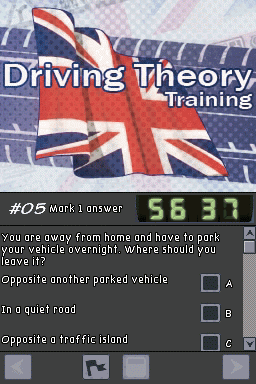 Driving Theory
Training
#05 Mark 1 answer
56 37
You are away from home and have to park
your vehicle overnight. Where should you
leave it?
Opposite another parked vehicle
A
In a quiet road
B
Opposite a traffic island
C